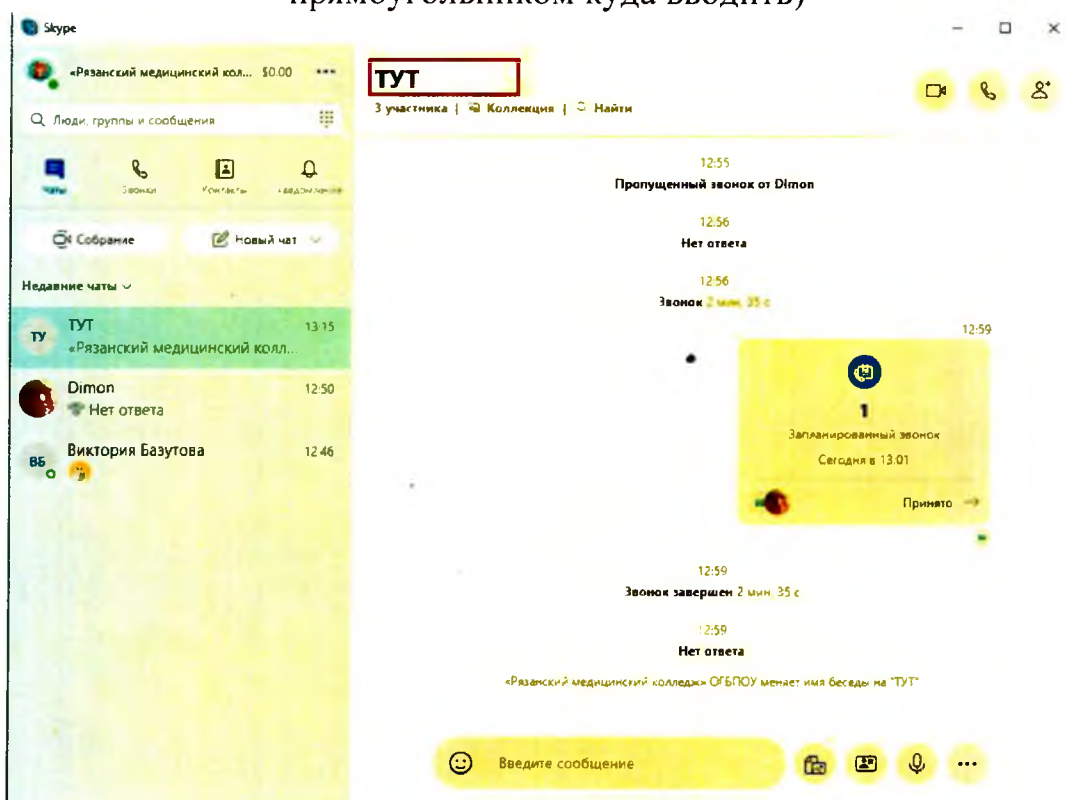 прямоугольником куда вводить)
Skype
«Рязанский медицинский кол... $0.00
Люди, группы и сообщения
Чаты Звонки Контакты Уведомления
Собрание Новый чат
Недавние чаты
ТУ ТУТ 13:15
«Рязанский медицинский колл...
Dimon 12:50
Нет ответа
ВБ Виктория Базутова 12:46
ТУТ
3 участника | Коллекция | Найти
12:55
Пропущенный звонок от Dimon
12:56
Нет ответа
12:56
Звонок 2 мин. 35 с
12:59
1
Запланированный звонок
Сегодня в 13:01
Принято
12:59
Звонок завершен 2 мин. 35 с
12:59
Нет ответа
«Рязанский медицинский колледж» ОГБПОУ меняет имя беседы на "ТУТ"
Введите сообщение